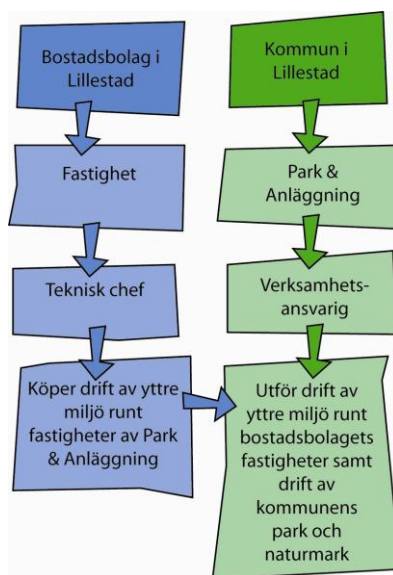 Bostadsbolag i
Lillestad
Fastighet
Teknisk chef
Köper drift av yttre
miljö runt
fastigheter av Park
& Anläggning
Kommun i
Lillestad
Park &
Anläggning
Verksamhets-
ansvarig
Utför drift av
yttre miljö runt
bostadsbolagets
fastigheter samt
drift av
kommunens
park och
naturmark